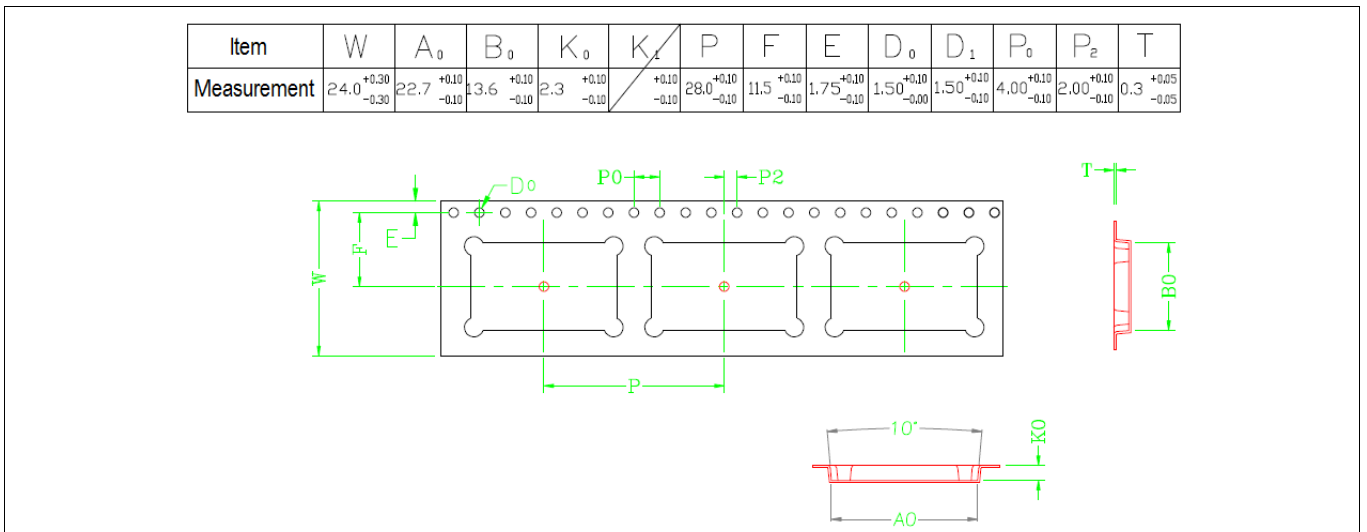 Item W A₀ B₀ K₀ K₁ P F E D₀ D₁ P₀ P₂ T
Measurement 24.0 +0.30 -0.30 22.7 +0.10 -0.10 13.6 +0.10 -0.10 2.3 +0.10 -0.10 +0.10 -0.10 28.0 +0.10 -0.10 11.5 +0.10 -0.10 1.75 +0.10 -0.10 1.50 +0.10 -0.00 1.50 +0.10 -0.10 4.00 +0.10 -0.10 2.00 +0.10 -0.10 0.3 +0.05 -0.05
P0 P2 T
D0
E
F
W
B0
P
10°
K0
A0